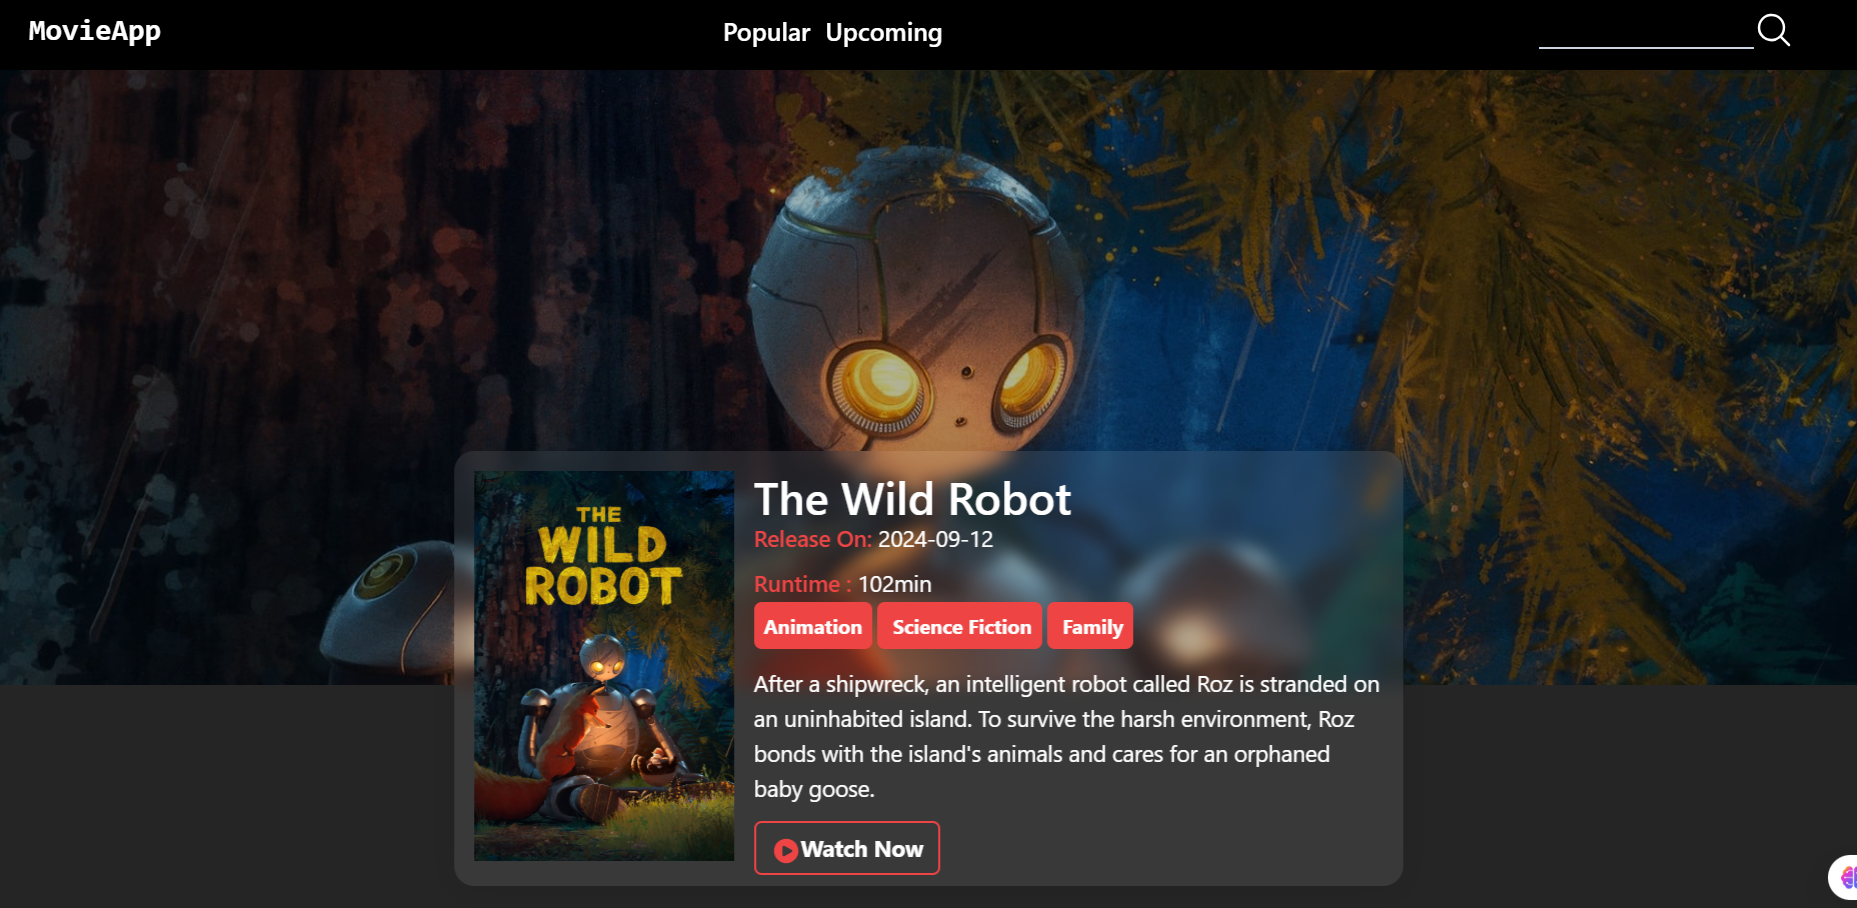 MovieApp
Popular Upcoming
THE
WILD
ROBOT
The Wild Robot
Release On: 2024-09-12
Runtime : 102min
Animation Science Fiction Family
After a shipwreck, an intelligent robot called Roz is stranded on
an uninhabited island. To survive the harsh environment, Roz
bonds with the island's animals and cares for an orphaned
baby goose.
Watch Now